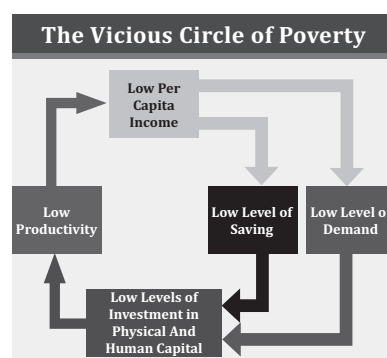 The Vicious Circle of Poverty
Low Per
Capita
Income
Low
Productivity
Low Level of
Saving
Low Level o
Demand
Low Levels of
Investment in
Physical And
Human Capital